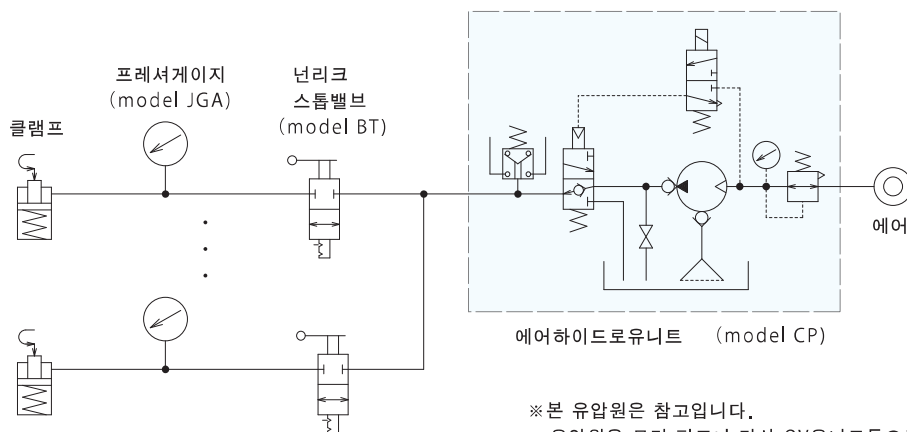 프레셔게이지
(model JGA)
넌리크
스톱밸브
(model BT)
클램프
에어
에어하이드로유니트 (model CP)
※본 유압원은 참고입니다.